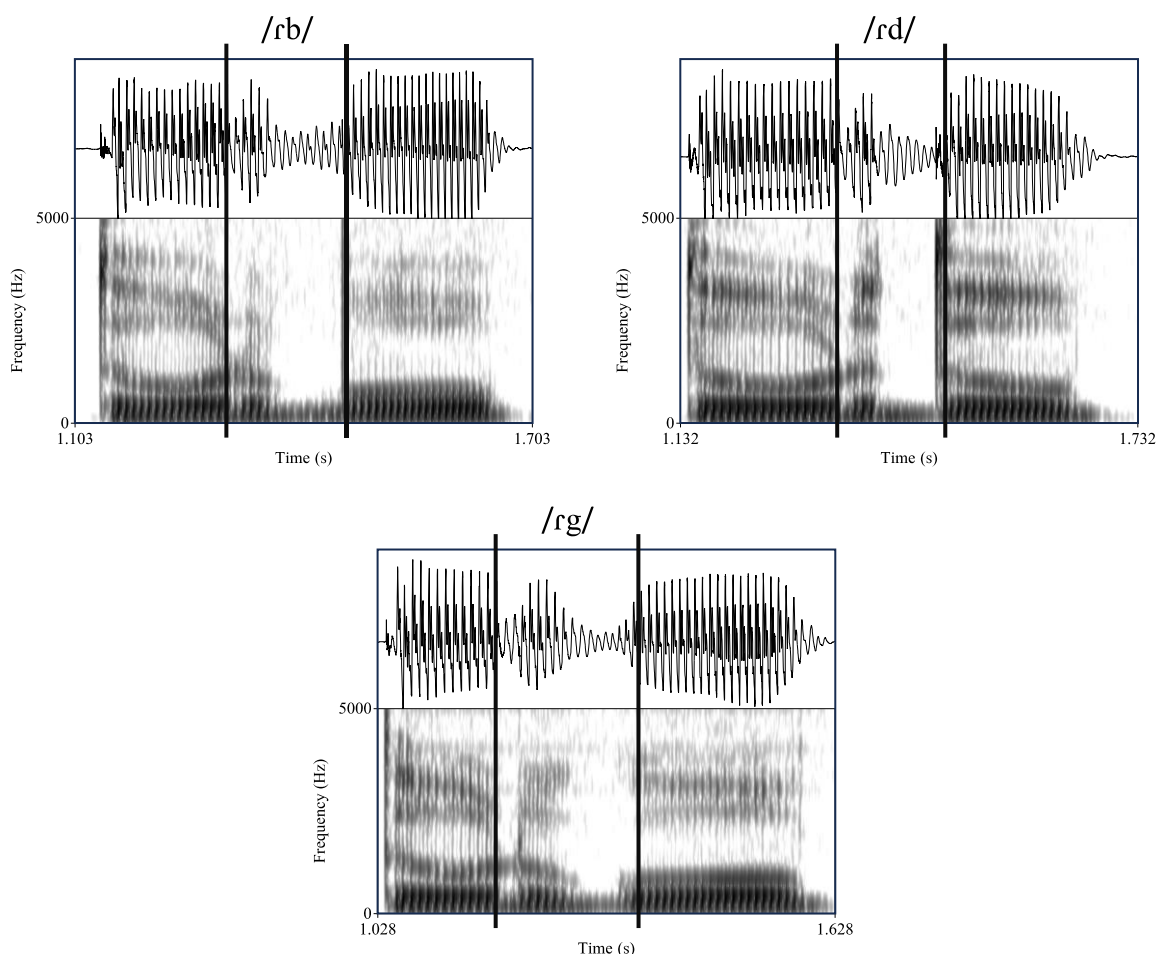 /ɾb/
5000
Frequency (Hz)
0
1.103
1.703
Time (s)
/ɾd/
5000
Frequency (Hz)
0
1.132
1.732
Time (s)
/ɾg/
5000
Frequency (Hz)
0
1.028
1.628
Time (s)